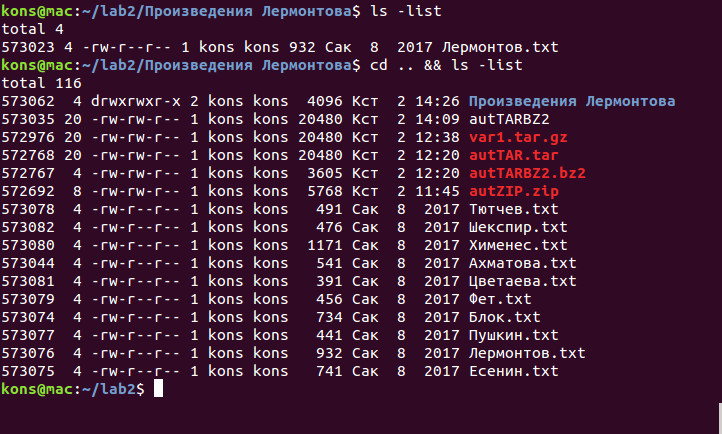 kons@mac:~/lab2/Произведения Лермонтова$ ls -list
total 4
573023 4 -rw-r--r-- 1 kons kons 932 Сак  8  2017 Лермонтов.txt
kons@mac:~/lab2/Произведения Лермонтова$ cd .. && ls -list
total 116
573062  4 drwxrwxr-x 2 kons kons  4096 Кст  2 14:26 Произведения Лермонтова
573035 20 -rw-rw-r-- 1 kons kons 20480 Кст  2 14:09 autTARBZ2
572976 20 -rw-rw-r-- 1 kons kons 20480 Кст  2 12:38 var1.tar.gz
572768 20 -rw-rw-r-- 1 kons kons 20480 Кст  2 12:20 autTAR.tar
572767  4 -rw-rw-r-- 1 kons kons  3605 Кст  2 12:20 autTARBZ2.bz2
572692  8 -rw-rw-r-- 1 kons kons  5768 Кст  2 11:45 autZIP.zip
573078  4 -rw-r--r-- 1 kons kons   491 Сак  8  2017 Тютчев.txt
573082  4 -rw-r--r-- 1 kons kons   476 Сак  8  2017 Шекспир.txt
573080  4 -rw-r--r-- 1 kons kons  1171 Сак  8  2017 Хименес.txt
573044  4 -rw-r--r-- 1 kons kons   541 Сак  8  2017 Ахматова.txt
573081  4 -rw-r--r-- 1 kons kons   391 Сак  8  2017 Цветаева.txt
573079  4 -rw-r--r-- 1 kons kons   456 Сак  8  2017 Фет.txt
573074  4 -rw-r--r-- 1 kons kons   734 Сак  8  2017 Блок.txt
573077  4 -rw-r--r-- 1 kons kons   441 Сак  8  2017 Пушкин.txt
573076  4 -rw-r--r-- 1 kons kons   932 Сак  8  2017 Лермонтов.txt
573075  4 -rw-r--r-- 1 kons kons   741 Сак  8  2017 Есенин.txt
kons@mac:~/lab2$